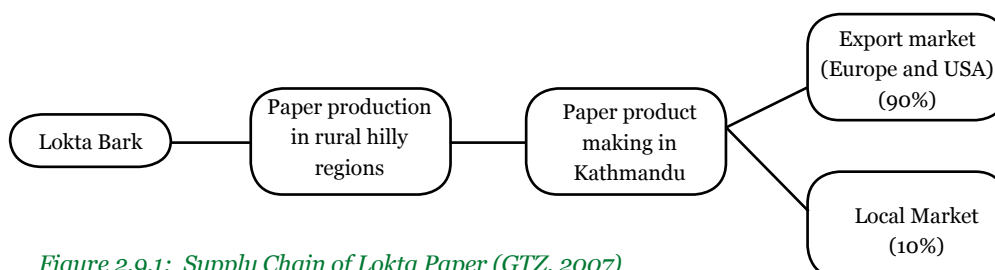 Lokta Bark
Paper production
in rural hilly
regions
Paper product
making in
Kathmandu
Export market
(Europe and USA)
(90%)
Local Market
(10%)
Figure 2.9.1: Supply Chain of Lokta Paper (GTZ, 2007)